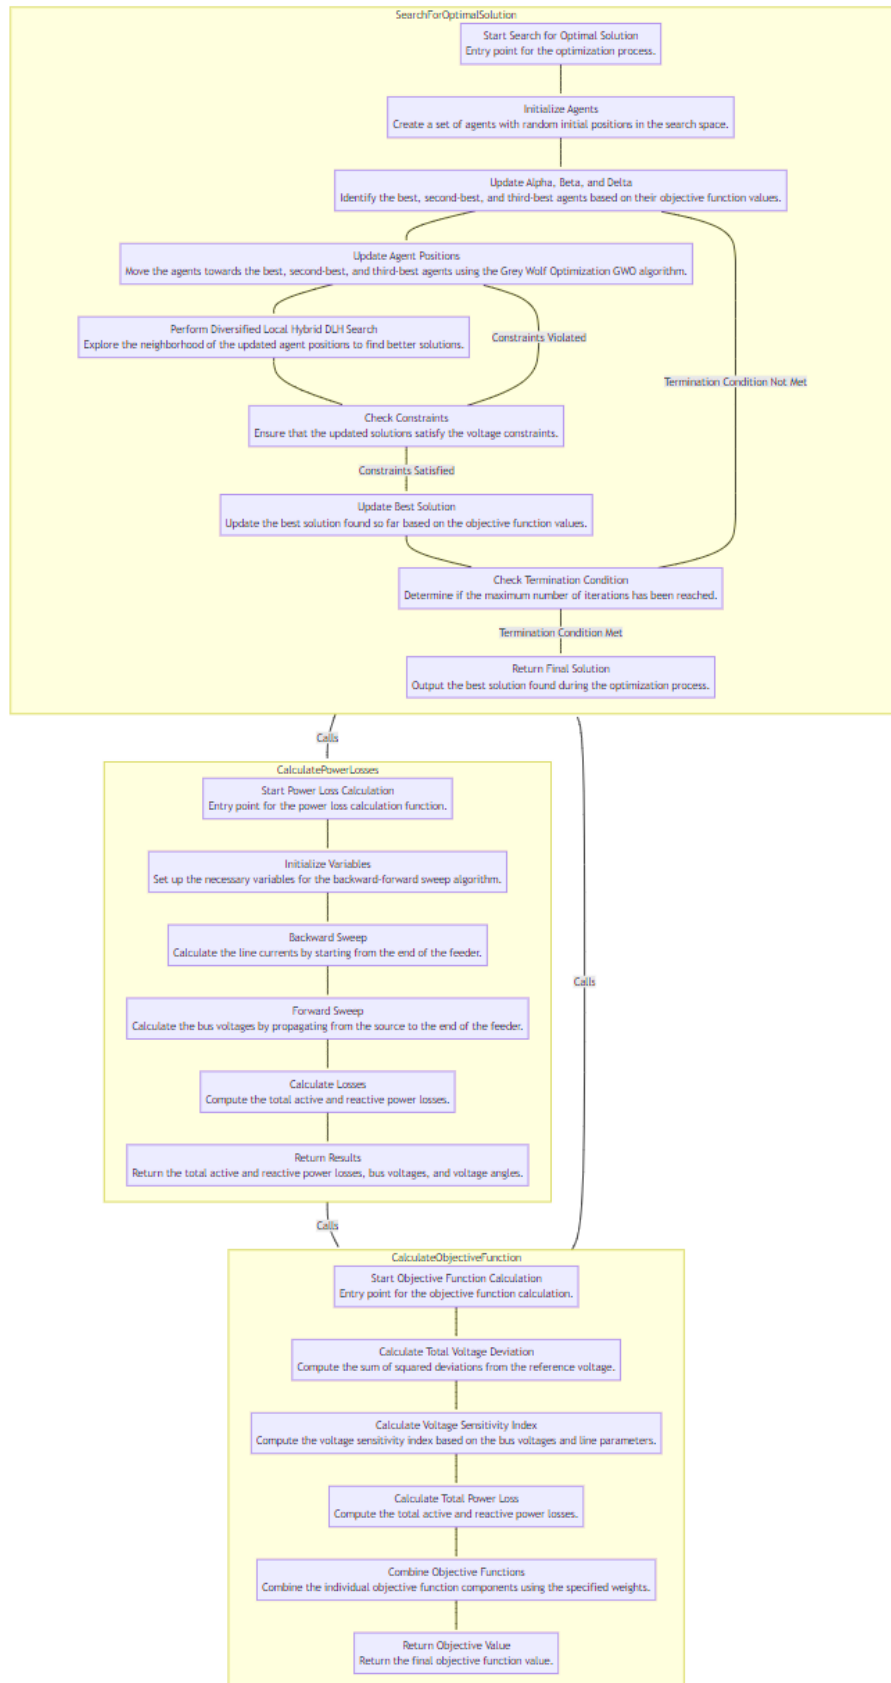 SearchForOptimalSolution
Start Search for Optimal Solution
Entry point for the optimization process.
Initialize Agents
Create a set of agents with random initial positions in the search space.
Update Alpha, Beta, and Delta
Identify the best, second-best, and third-best agents based on their objective function values.
Update Agent Positions
Move the agents towards the best, second-best, and third-best agents using the Grey Wolf Optimization GWO algorithm.
Perform Diversified Local Hybrid DLH Search
Explore the neighborhood of the updated agent positions to find better solutions.
Constraints Violated
Termination Condition Not Met
Check Constraints
Ensure that the updated solutions satisfy the voltage constraints.
Constraints Satisfied
Update Best Solution
Update the best solution found so far based on the objective function values.
Check Termination Condition
Determine if the maximum number of iterations has been reached.
Termination Condition Met
Return Final Solution
Output the best solution found during the optimization process.
Calls
CalculatePowerLosses
Start Power Loss Calculation
Entry point for the power loss calculation function.
Initialize Variables
Set up the necessary variables for the backward-forward sweep algorithm.
Backward Sweep
Calculate the line currents by starting from the end of the feeder.
Calls
Forward Sweep
Calculate the bus voltages by propagating from the source to the end of the feeder.
Calculate Losses
Compute the total active and reactive power losses.
Return Results
Return the total active and reactive power losses, bus voltages, and voltage angles.
Calls
CalculateObjectiveFunction
Start Objective Function Calculation
Entry point for the objective function calculation.
Calculate Total Voltage Deviation
Compute the sum of squared deviations from the reference voltage.
Calculate Voltage Sensitivity Index
Compute the voltage sensitivity index based on the bus voltages and line parameters.
Calculate Total Power Loss
Compute the total active and reactive power losses.
Combine Objective Functions
Combine the individual objective function components using the specified weights.
Return Objective Value
Return the final objective function value.